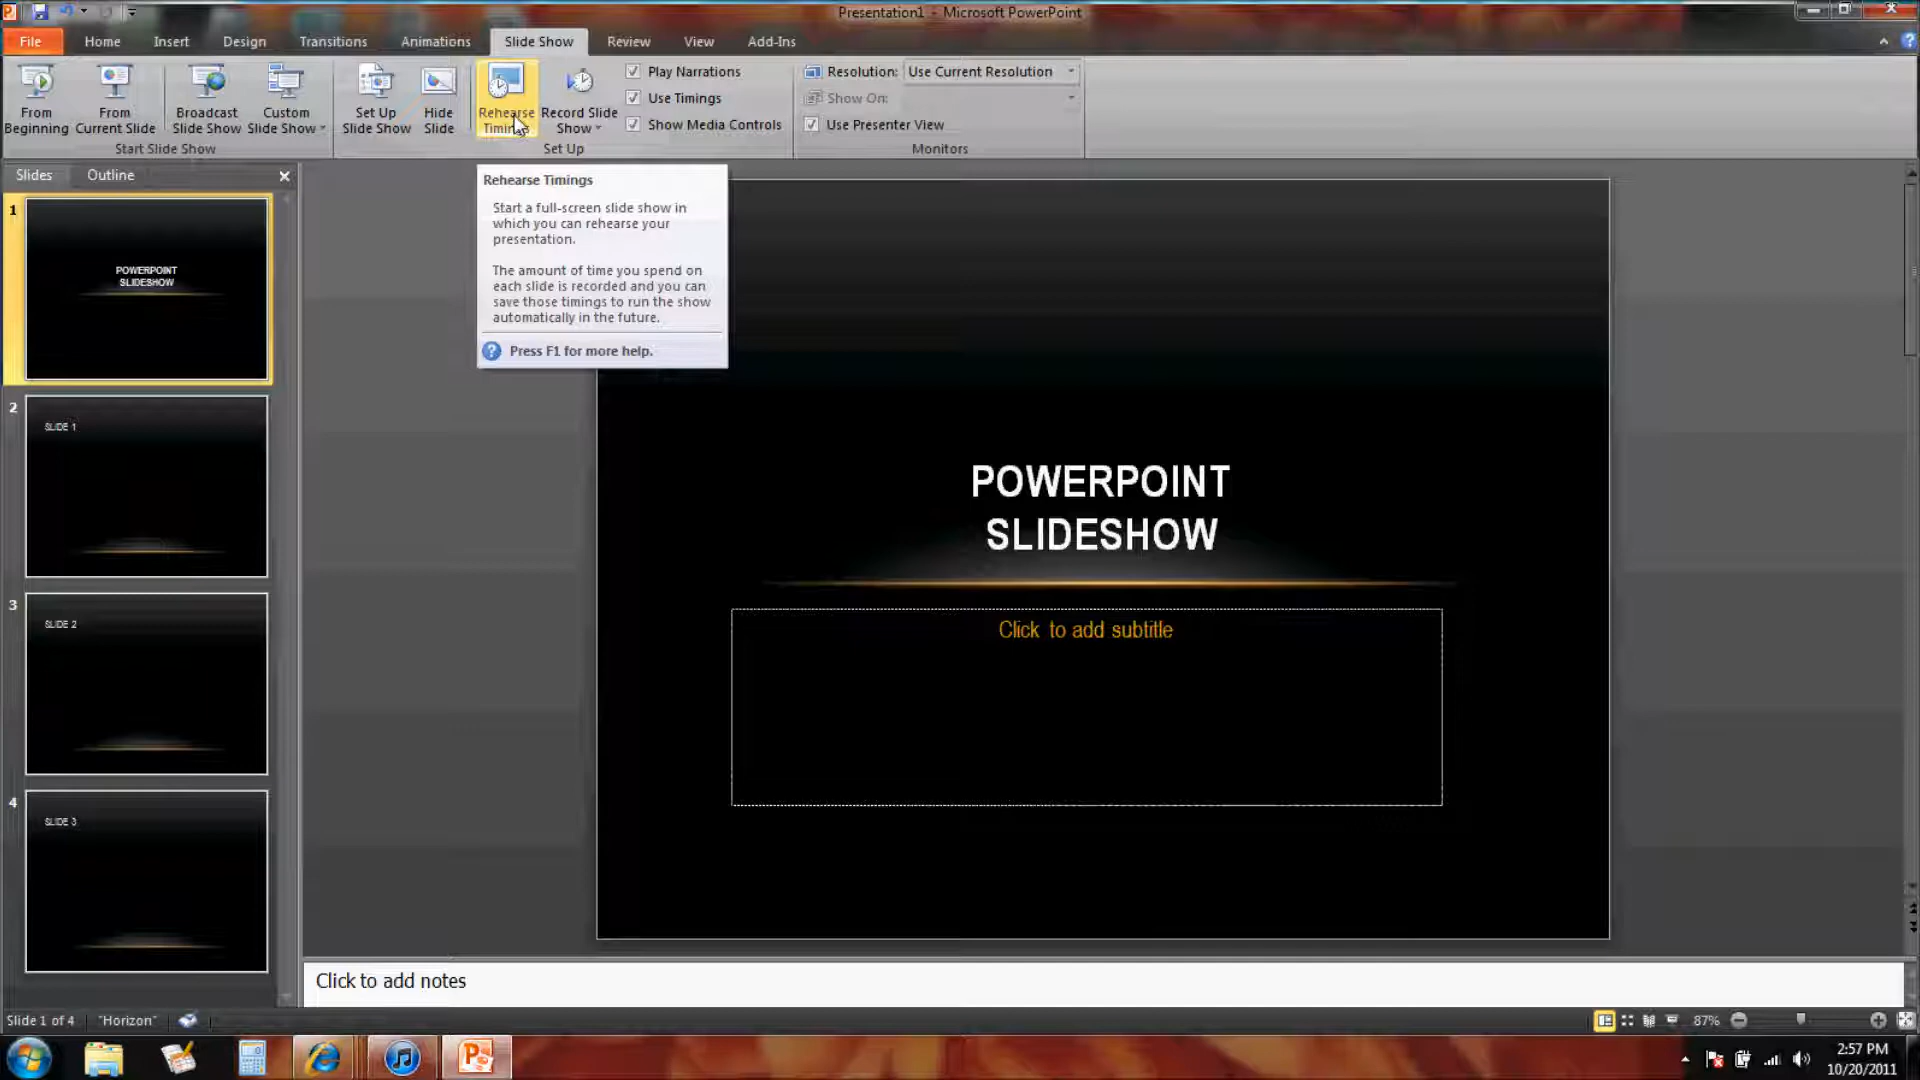 Presentation1 - Microsoft PowerPoint
File Home Insert Design Transitions Animations Slide Show Review View Add-Ins
From Beginning
From Current Slide
Broadcast Slide Show
Custom Slide Show
Start Slide Show
Set Up Slide Show
Hide Slide
Rehearse Timings
Record Slide Show
Play Narrations
Use Timings
Show Media Controls
Set Up
Resolution: Use Current Resolution
Show On:
Use Presenter View
Monitors
Slides Outline
Rehearse Timings
Start a full-screen slide show in
which you can rehearse your
presentation.
The amount of time you spend on
each slide is recorded and you can
save those timings to run the show
automatically in the future.
Press F1 for more help.
1
POWERPOINT
SLIDESHOW
2
SLIDE 1
3
SLIDE 2
4
SLIDE 3
POWERPOINT
SLIDESHOW
Click to add subtitle
Click to add notes
Slide 1 of 4 "Horizon" 87%
2:57 PM
10/20/2011